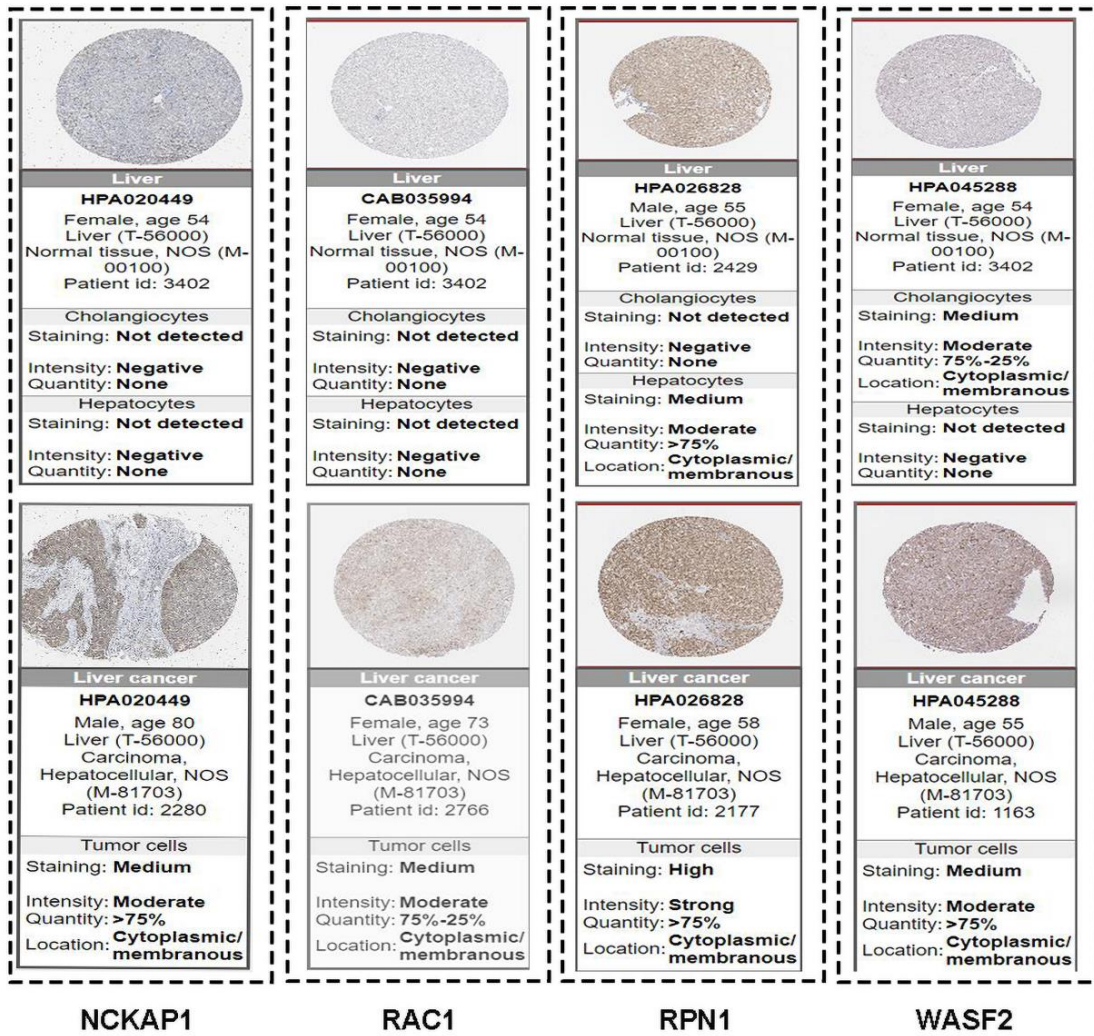 Liver
HPA020449
Female, age 54
Liver (T-56000)
Normal tissue, NOS (M-
00100)
Patient id: 3402
Cholangiocytes
Staining: Not detected
Intensity: Negative
Quantity: None
Hepatocytes
Staining: Not detected
Intensity: Negative
Quantity: None
Liver
CAB035994
Female, age 54
Liver (T-56000)
Normal tissue, NOS (M-
00100)
Patient id: 3402
Cholangiocytes
Staining: Not detected
Intensity: Negative
Quantity: None
Hepatocytes
Staining: Not detected
Intensity: Negative
Quantity: None
Liver
HPA026828
Male, age 55
Liver (T-56000)
Normal tissue, NOS (M-
00100)
Patient id: 2429
Cholangiocytes
Staining: Not detected
Intensity: Negative
Quantity: None
Hepatocytes
Staining: Medium
Intensity: Moderate
Quantity: >75%
Location: Cytoplasmic/
membranous
Liver
HPA045288
Female, age 54
Liver (T-56000)
Normal tissue, NOS (M-
00100)
Patient id: 3402
Cholangiocytes
Staining: Medium
Intensity: Moderate
Quantity: 75%-25%
Location: Cytoplasmic/
membranous
Hepatocytes
Staining: Not detected
Intensity: Negative
Quantity: None
Liver cancer
HPA020449
Male, age 80
Liver (T-56000)
Carcinoma,
Hepatocellular, NOS
(M-81703)
Patient id: 2280
Tumor cells
Staining: Medium
Intensity: Moderate
Quantity: >75%
Location: Cytoplasmic/
membranous
Liver cancer
CAB035994
Female, age 73
Liver (T-56000)
Carcinoma,
Hepatocellular, NOS
(M-81703)
Patient id: 2766
Tumor cells
Staining: Medium
Intensity: Moderate
Quantity: 75%-25%
Location: Cytoplasmic/
membranous
Liver cancer
HPA026828
Female, age 58
Liver (T-56000)
Carcinoma,
Hepatocellular, NOS
(M-81703)
Patient id: 2177
Tumor cells
Staining: High
Intensity: Strong
Quantity: >75%
Location: Cytoplasmic/
membranous
Liver cancer
HPA045288
Male, age 55
Liver (T-56000)
Carcinoma,
Hepatocellular, NOS
(M-81703)
Patient id: 1163
Tumor cells
Staining: Medium
Intensity: Moderate
Quantity: >75%
Location: Cytoplasmic/
membranous
NCKAP1
RAC1
RPN1
WASF2